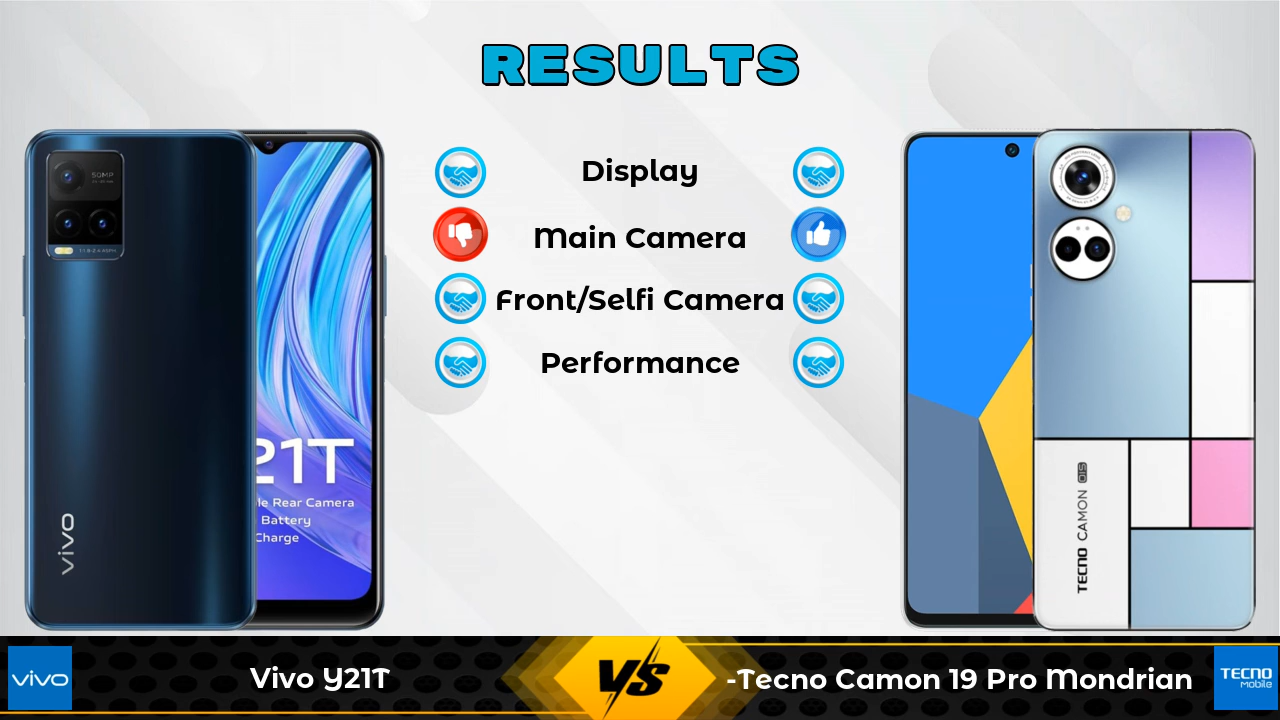 RESULTS
Display
Main Camera
Front/Selfi Camera
Performance
50MP
vivo
21T
le Rear Camera
Battery
Charge
TECNO CAMON OIS
vivo
Vivo Y21T
VS
-Tecno Camon 19 Pro Mondrian
TECNO
mobile